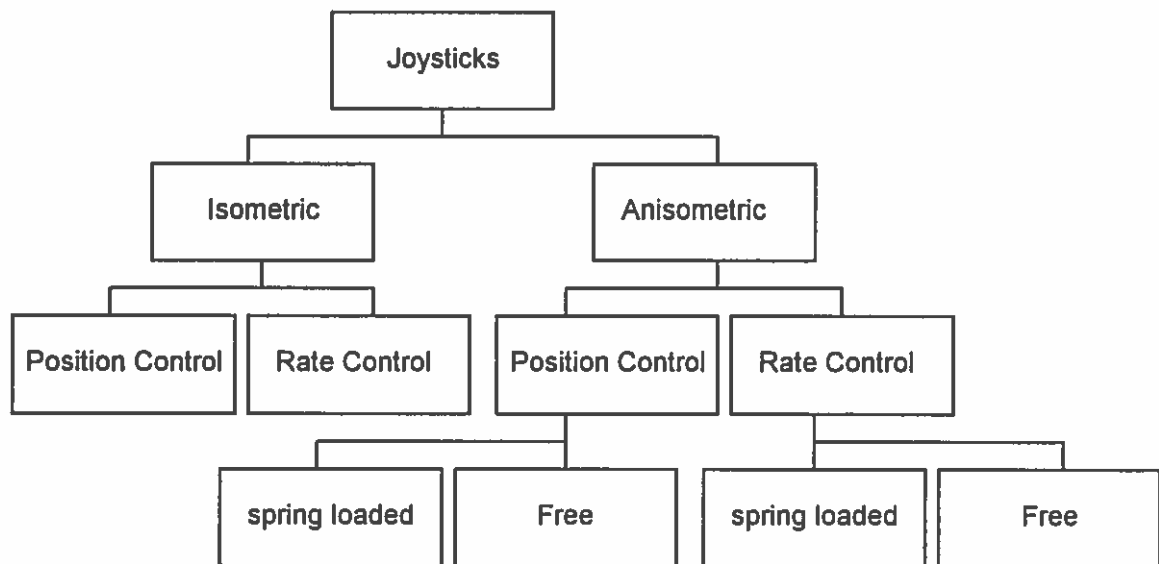 Joysticks
Isometric
Anisometric
Position Control
Rate Control
Position Control
Rate Control
spring loaded
Free
spring loaded
Free